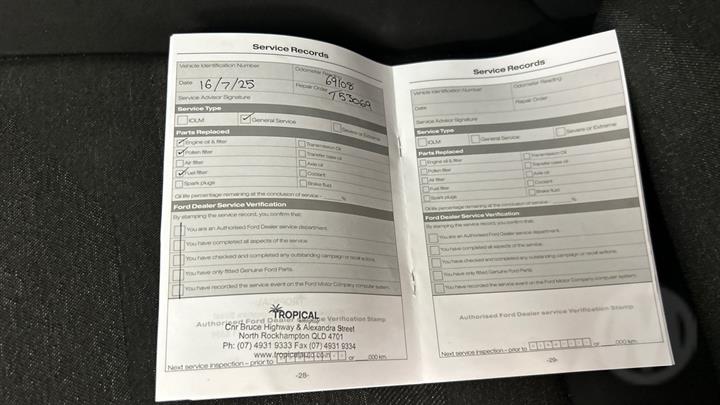 Service Records
Vehicle Identification Number
Odometer Reading
69108
Date 16/7/25
Repair Order 753069
Service Advisor Signature
Service Type
IOLM
General Service
Severe or Extreme
Parts Replaced
Engine oil & filter
Transmission Oil
Pollen filter
Transfer case oil
Air filter
Axle oil
Fuel filter
Coolant
Spark plugs
Brake fluid
Oil life percentage remaining at the conclusion of service - %
Ford Dealer Service Verification
By stamping the service record, you confirm that:
You are an Authorised Ford Dealer service department.
You have completed all aspects of the service.
You have checked and completed any outstanding campaign or recall actions.
You have only fitted Genuine Ford Parts.
You have recorded the service event on the Ford Motor Company computer system.
TROPICAL
Authorised Ford Dealer service Verification Stamp
Cnr Bruce Highway & Alexandra Street
North Rockhampton QLD 4701
Ph: (07) 4931 9333 Fax (07) 4931 9334
Next service inspection - prior to or ,000 km.
-28-
Service Records
Vehicle Identification Number
Odometer Reading
Date
Repair Order
Service Advisor Signature
Service Type
IOLM
General Service
Severe or Extreme
Parts Replaced
Engine oil & filter
Transmission Oil
Pollen filter
Transfer case oil
Air filter
Axle oil
Fuel filter
Coolant
Spark plugs
Brake fluid
Oil life percentage remaining at the conclusion of service - %
Ford Dealer Service Verification
By stamping the service record, you confirm that:
You are an Authorised Ford Dealer service department.
You have completed all aspects of the service.
You have checked and completed any outstanding campaign or recall actions.
You have only fitted Genuine Ford Parts.
You have recorded the service event on the Ford Motor Company computer system.
Authorised Ford Dealer service Verification Stamp
Next service inspection - prior to or ,000 km.
-29-